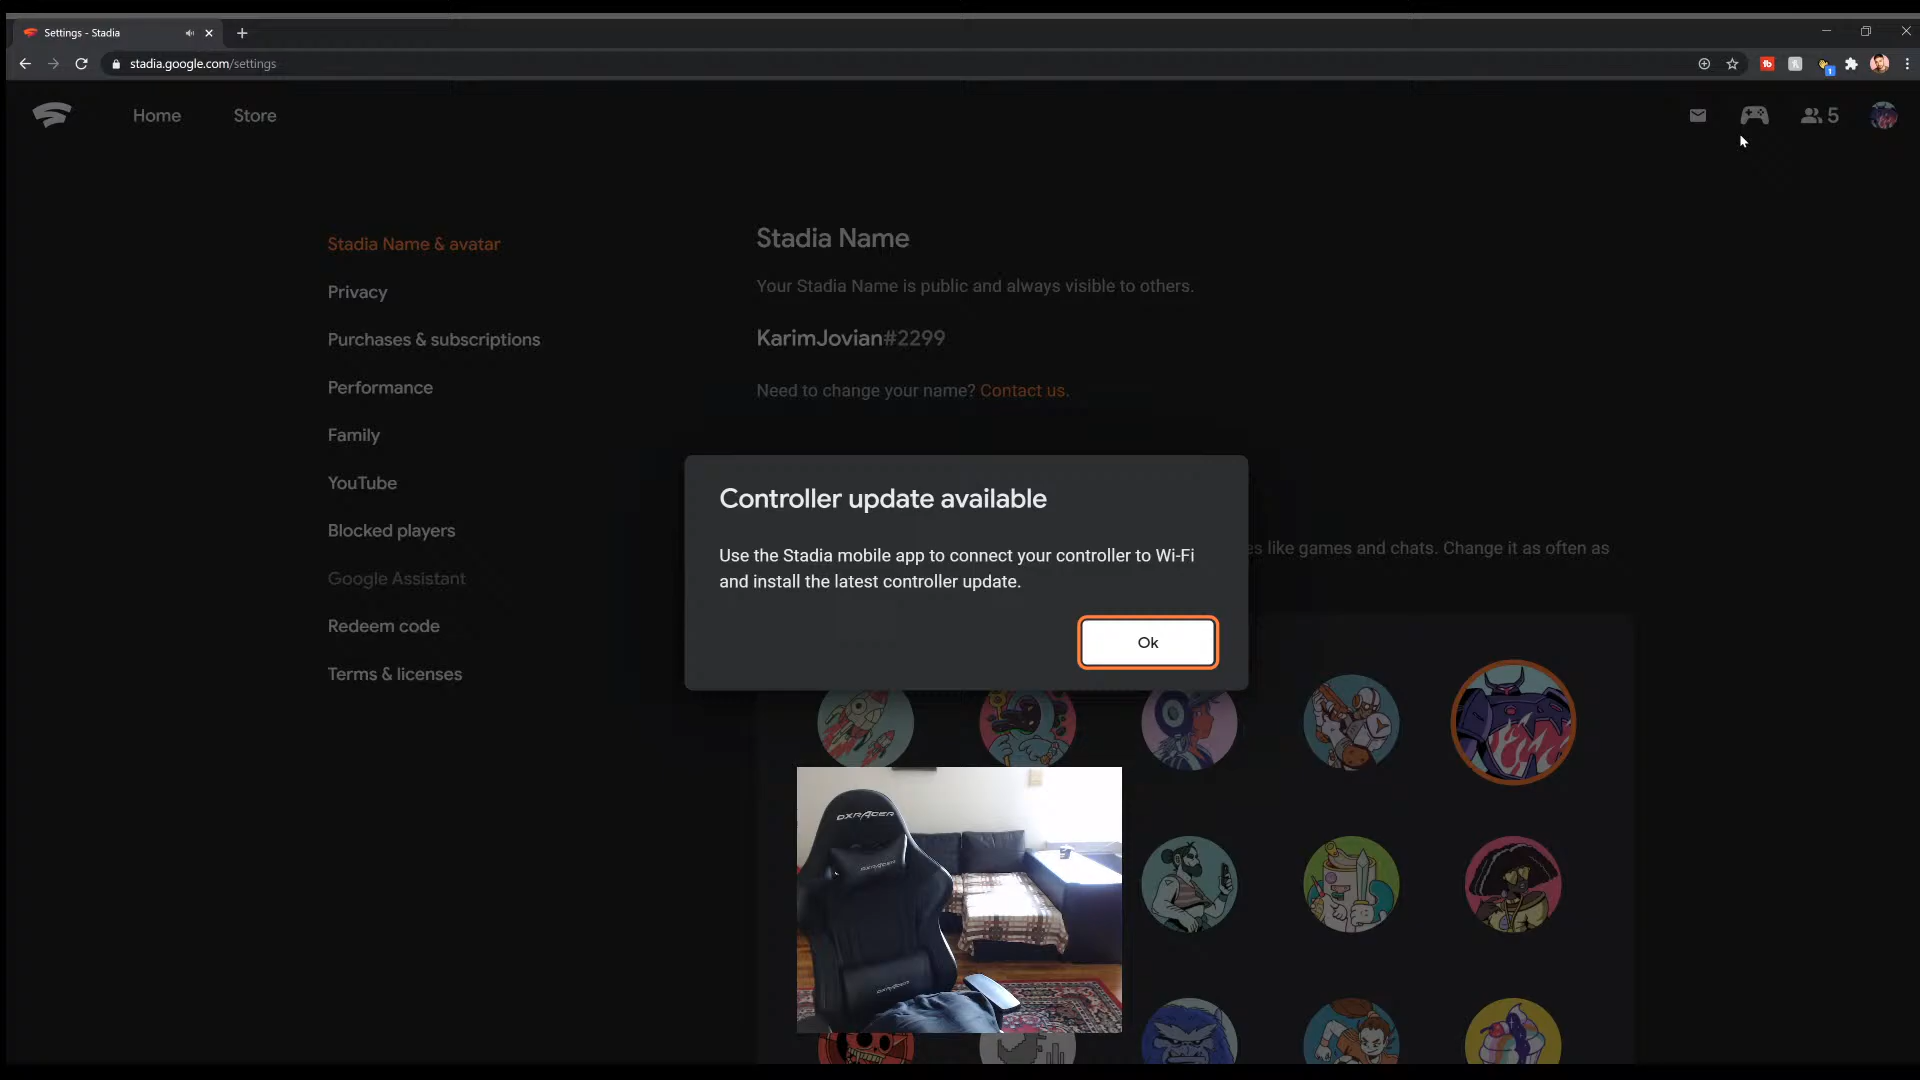 Settings - Stadia
stadia.google.com/settings
1
Home
Store
5
Stadia Name & avatar
Privacy
Purchases & subscriptions
Performance
Family
YouTube
Blocked players
Google Assistant
Redeem code
Terms & licenses
Stadia Name
Your Stadia Name is public and always visible to others.
KarimJovian#2299
Need to change your name? Contact us.
es like games and chats. Change it as often as
Controller update available
Use the Stadia mobile app to connect your controller to Wi-Fi
and install the latest controller update.
Ok
DXRACER
DXRACER
DXRACER